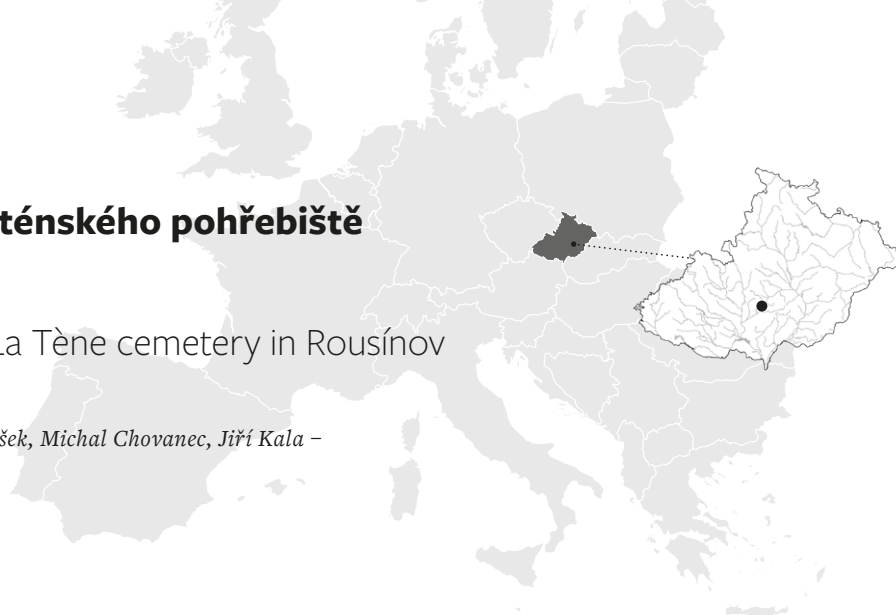 ténského pohřebiště
La Tène cemetery in Rousínov
šek, Michal Chovanec, Jiří Kala –